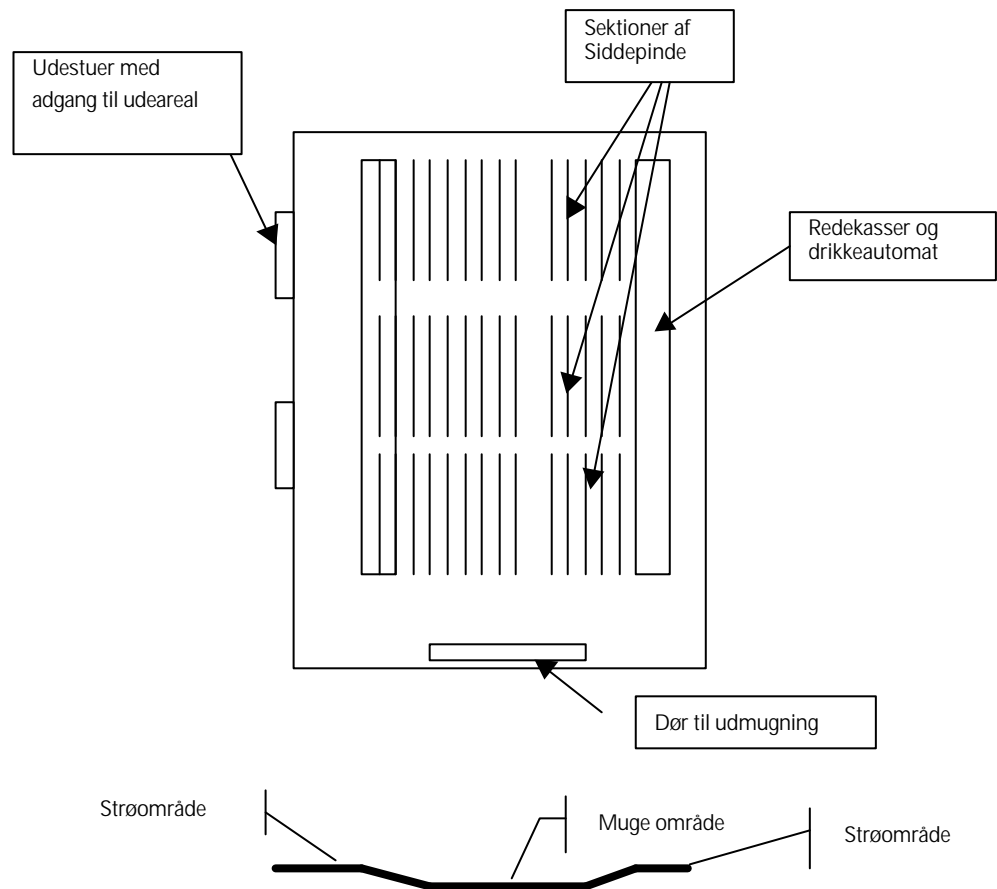 Sektioner af
Siddepinde
Udestuer med
adgang til udeareal
Redekasser og
drikkeautomat
Dør til udmugning
Strøområde
Muge område
Strøområde